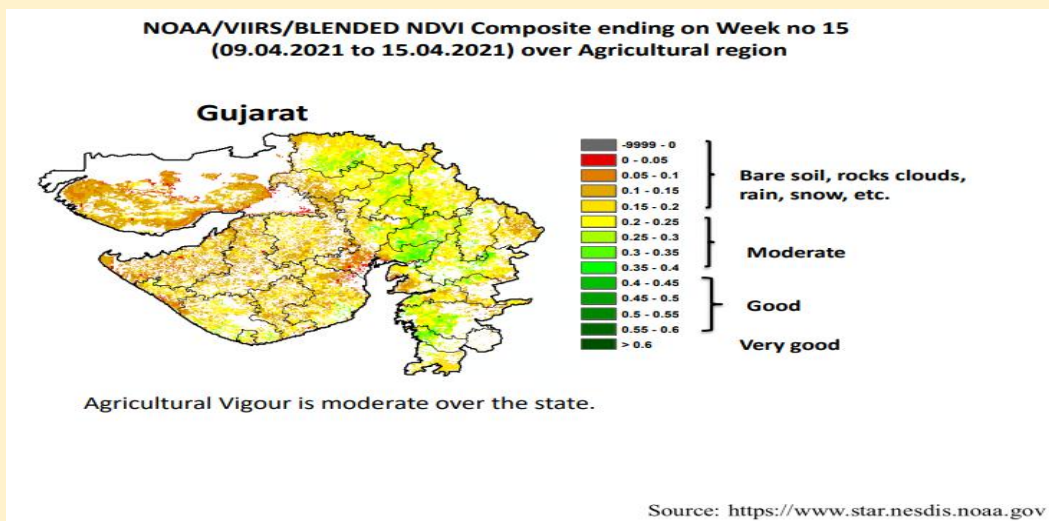 NOAA/VIIRS/BLENDED NDVI Composite ending on Week no 15
(09.04.2021 to 15.04.2021) over Agricultural region
Gujarat
-9999 - 0
0 - 0.05
0.05 - 0.1
0.1 - 0.15
0.15 - 0.2
0.2 - 0.25
0.25 - 0.3
0.3 - 0.35
0.35 - 0.4
0.4 - 0.45
0.45 - 0.5
0.5 - 0.55
0.55 - 0.6
> 0.6
Bare soil, rocks clouds,
rain, snow, etc.
Moderate
Good
Very good
Agricultural Vigour is moderate over the state.
Source: https://www.star.nesdis.noaa.gov